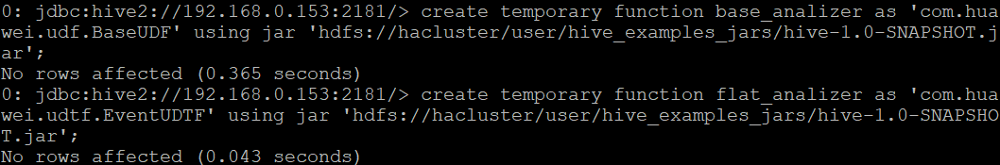 0: jdbc:hive2://192.168.0.153:2181/> create temporary function base_analizer as 'com.hua
wei.udf.BaseUDF' using jar 'hdfs://hacluster/user/hive_examples_jars/hive-1.0-SNAPSHOT.j
ar';
No rows affected (0.365 seconds)
0: jdbc:hive2://192.168.0.153:2181/> create temporary function flat_analizer as 'com.hua
wei.udtf.EventUDTF' using jar 'hdfs://hacluster/user/hive_examples_jars/hive-1.0-SNAPSHO
T.jar';
No rows affected (0.043 seconds)